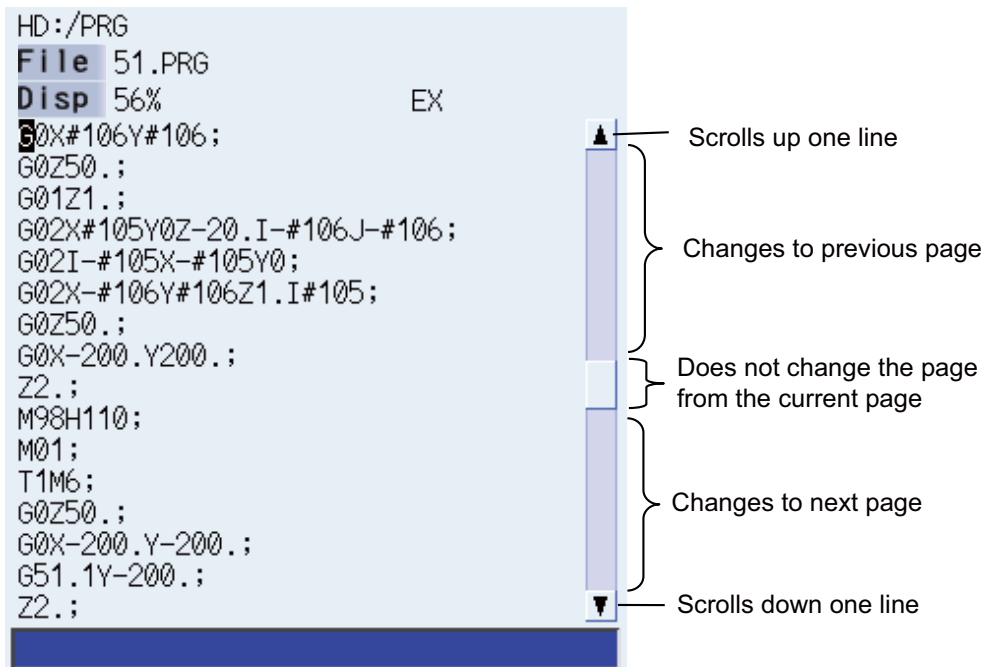 HD:/PRG
File 51.PRG
Disp 56% EX
G0X#106Y#106;
G0Z50.;
G01Z1.;
G02X#105Y0Z-20.I-#106J-#106;
G02I-#105X-#105Y0;
G02X-#106Y#106Z1.I#105;
G0Z50.;
G0X-200.Y200.;
Z2.;
M98H110;
M01;
T1M6;
G0Z50.;
G0X-200.Y-200.;
G51.1Y-200.;
Z2.;
Scrolls up one line
Changes to previous page
Does not change the page
from the current page
Changes to next page
Scrolls down one line